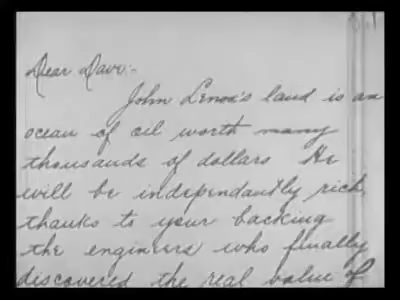 Dear Dave:-
John Lenox's land is an
ocean of oil worth many
thousands of dollars He
will be independantly rich,
thanks to your backing
the engineers who finally
discovered the real value of